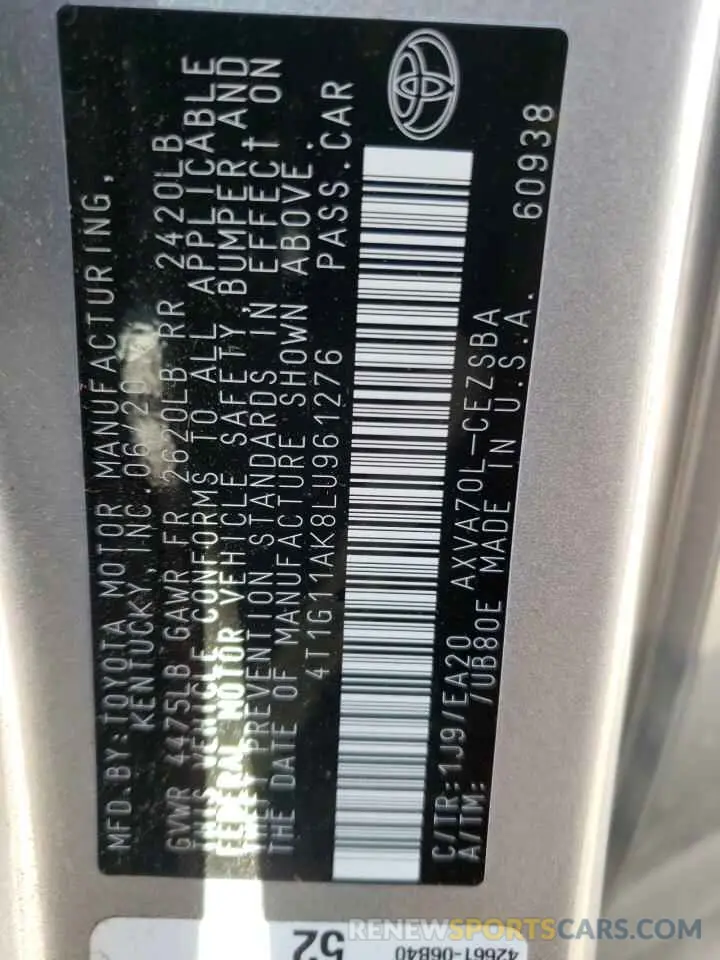 MFD.BY:TOYOTA MOTOR MANUFACTURING,
KENTUCKY, INC. 06/20
GVWR 4475LB GAWR FR 2620LB RR 2420LB
THIS VEHICLE CONFORMS TO ALL APPLICABLE
FEDERAL MOTOR VEHICLE SAFETY, BUMPER, AND
THEFT PREVENTION STANDARDS IN EFFECT ON
THE DATE OF MANUFACTURE SHOWN ABOVE.
4T1G11AK8LU961276 PASS.CAR
C/TR:1J9/EA20 AXVA70L-CEZSBA
A/TM: /UB80E MADE IN U.S.A. 60938
52
42661-06B40
RENEWSPORTSCARS.COM